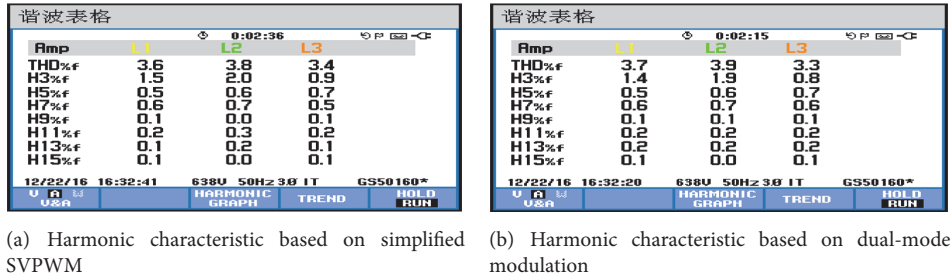 谐波表格
0:02:36
Amp L1 L2 L3
THD%f 3.6 3.8 3.4
H3%f 1.5 2.0 0.9
H5%f 0.5 0.6 0.7
H7%f 0.6 0.7 0.5
H9%f 0.1 0.0 0.1
H11%f 0.2 0.3 0.2
H13%f 0.1 0.2 0.1
H15%f 0.1 0.0 0.1
12/22/16 16:32:41 638V 50Hz 3Ø IT GS50160*
V A W HARMONIC TREND HOLD
V&A GRAPH RUN
(a) Harmonic characteristic based on simplified
SVPWM
谐波表格
0:02:15
Amp L1 L2 L3
THD%f 3.7 3.9 3.3
H3%f 1.4 1.9 0.8
H5%f 0.5 0.6 0.7
H7%f 0.6 0.7 0.6
H9%f 0.1 0.1 0.1
H11%f 0.2 0.2 0.2
H13%f 0.2 0.2 0.2
H15%f 0.1 0.0 0.1
12/22/16 16:32:20 638V 50Hz 3Ø IT GS50160*
V A W HARMONIC TREND HOLD
V&A GRAPH RUN
(b) Harmonic characteristic based on dual-mode
modulation